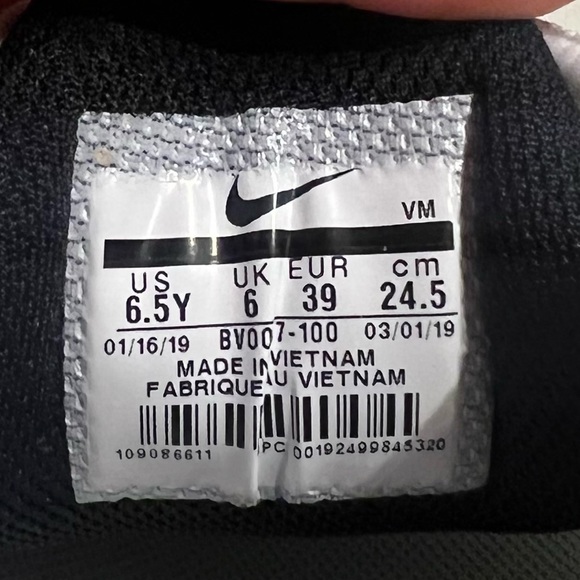 VM
US UK EUR cm
6.5Y 6 39 24.5
01/16/19 BV007-100 03/01/19
MADE IN VIETNAM
FABRIQUE AU VIETNAM
109086611 PC 00192499845320